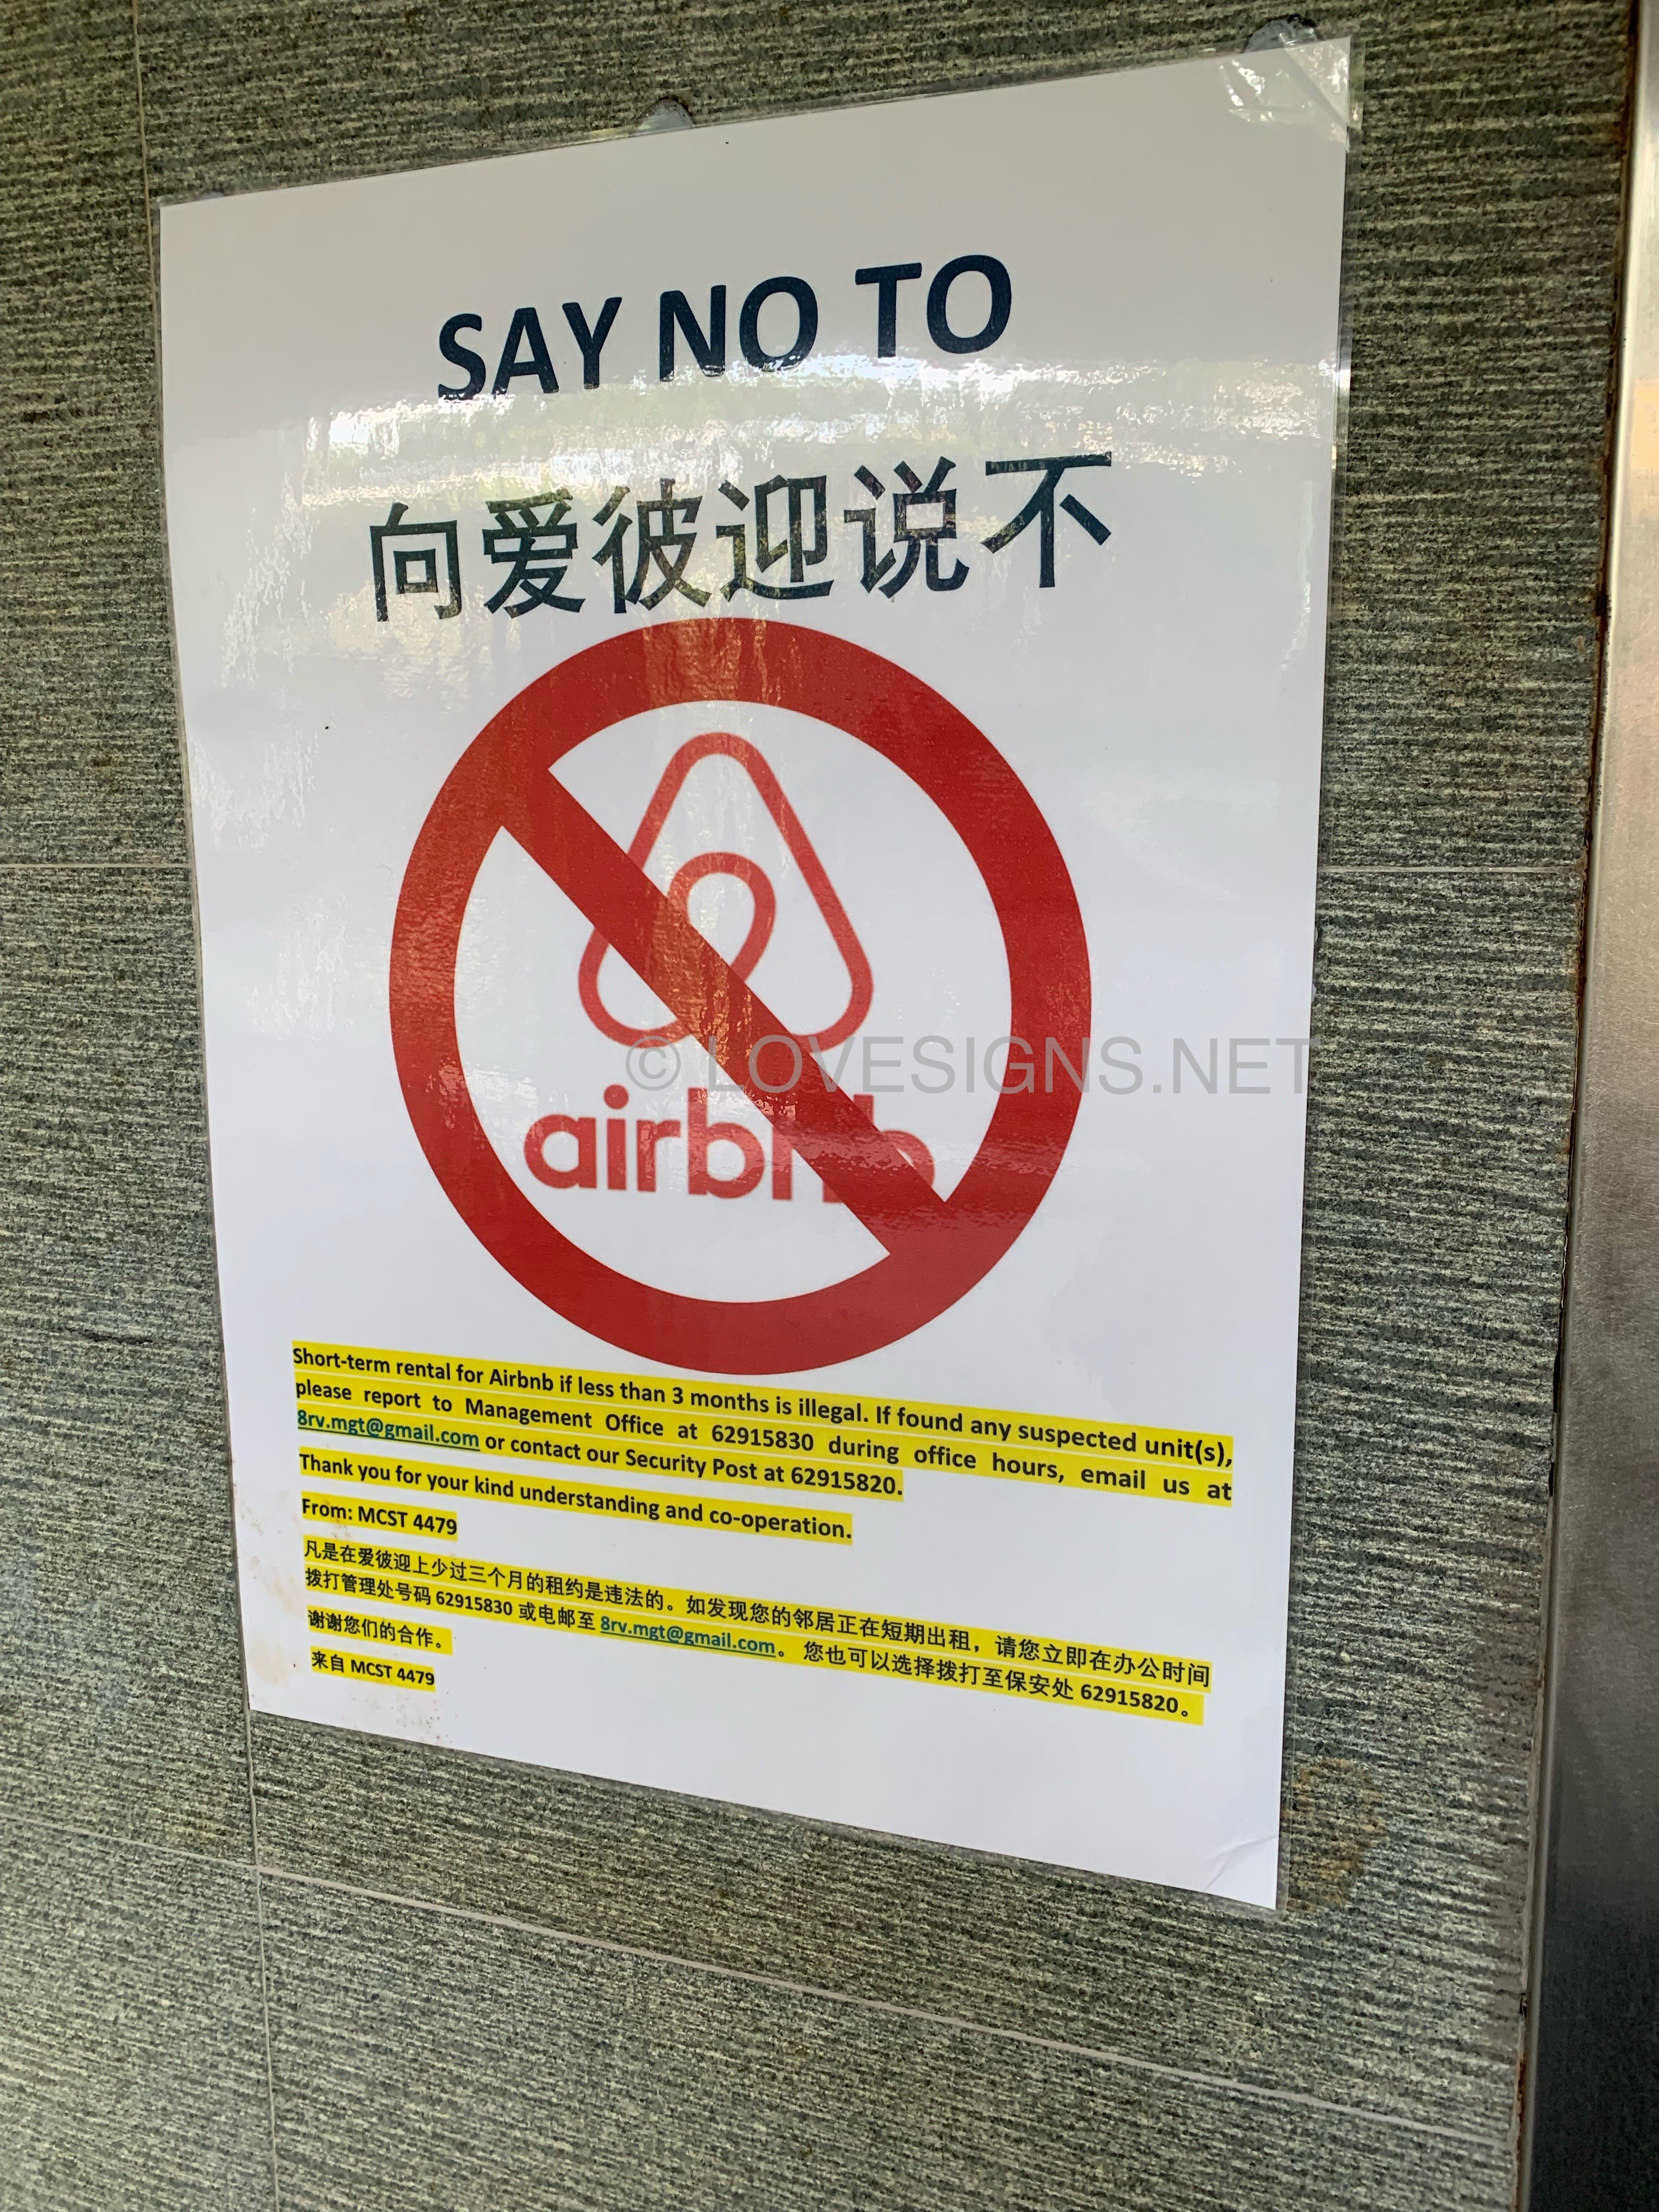 SAY NO TO
向爱彼迎说不
© LOVESIGNS.NET
airbnb
Short-term rental for Airbnb if less than 3 months is illegal. If found any suspected unit(s),
please report to Management Office at 62915830 during office hours, email us at
8rv.mgt@gmail.com or contact our Security Post at 62915820.
Thank you for your kind understanding and co-operation.
From: MCST 4479
凡是在爱彼迎上少过三个月的租约是违法的。如发现您的邻居正在短期出租，请您立即在办公时间
拨打管理处号码 62915830 或电邮至 8rv.mgt@gmail.com。 您也可以选择拨打至保安处 62915820。
谢谢您们的合作。
来自 MCST 4479